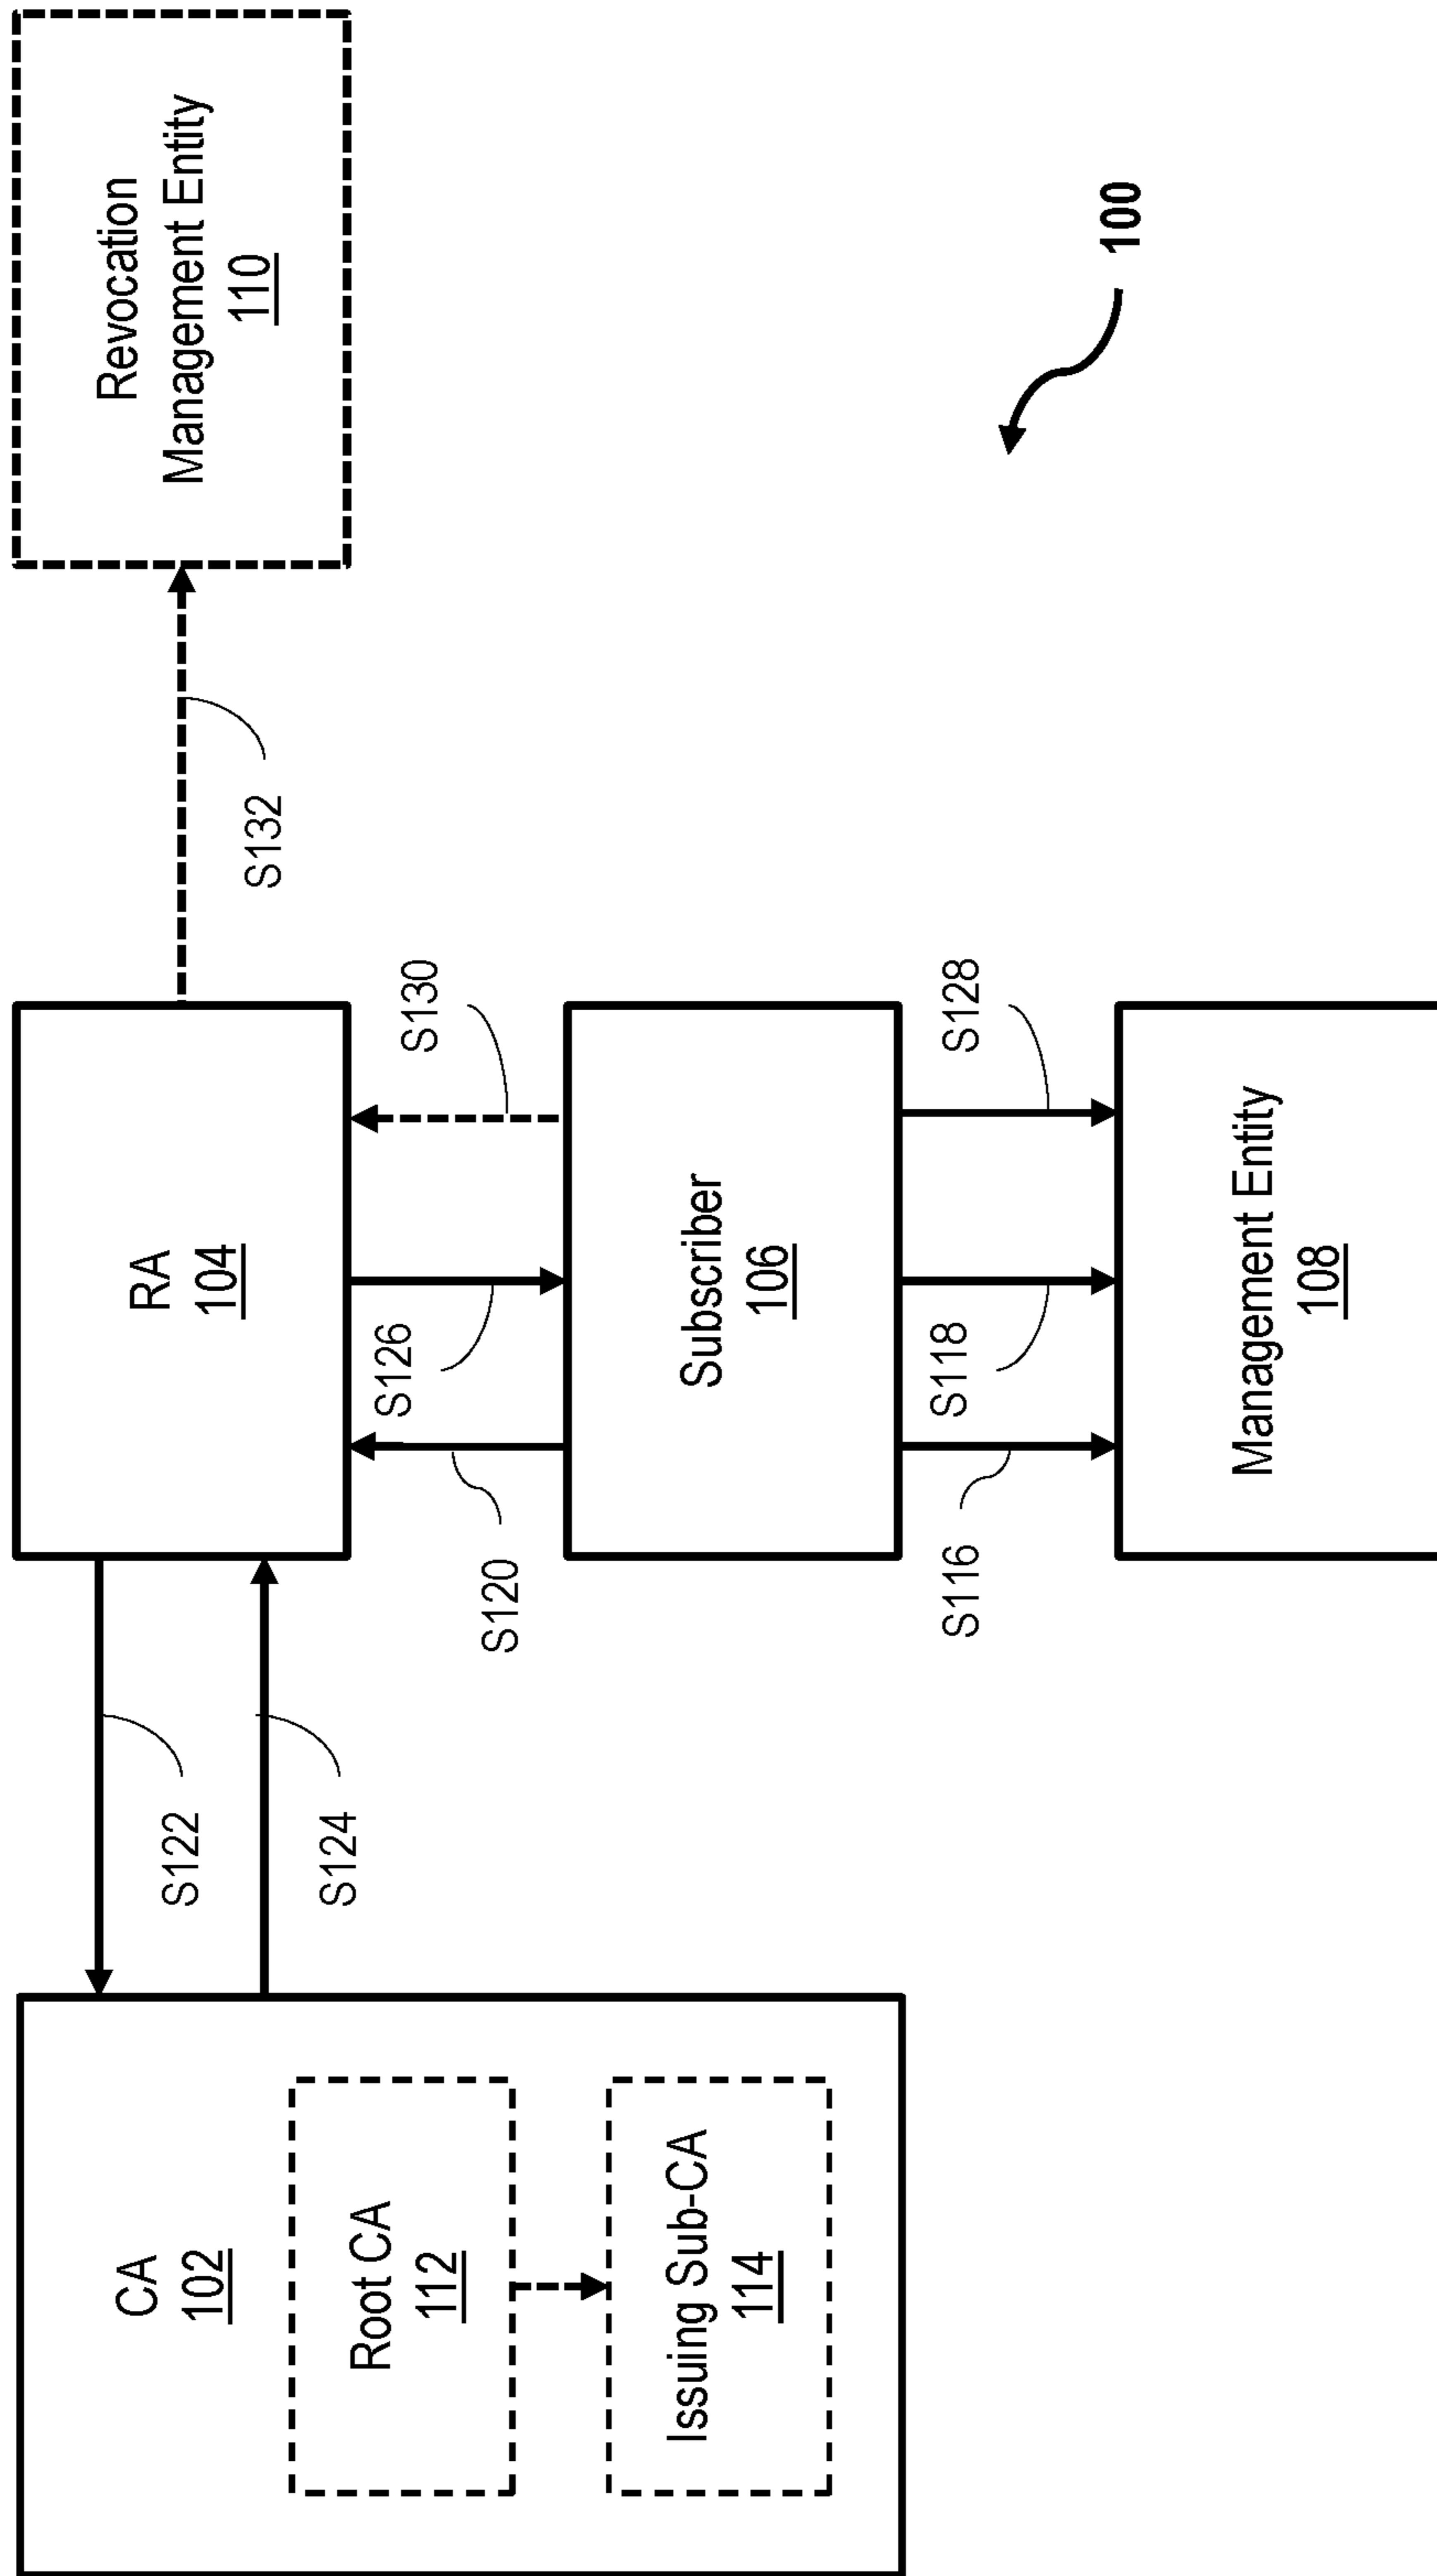 CA
102
Root CA
112
Issuing Sub-CA
114
S122
S124
RA
104
S120
S126
S130
Subscriber
106
S116
S118
S128
Management Entity
108
S132
Revocation
Management Entity
110
100